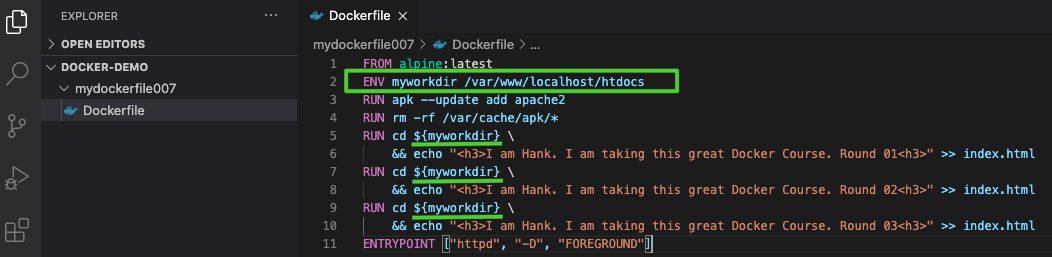 EXPLORER
...
OPEN EDITORS
DOCKER-DEMO
mydockerfile007
Dockerfile
Dockerfile
mydockerfile007 > Dockerfile > ...
1 FROM alpine:latest
2 ENV myworkdir /var/www/localhost/htdocs
3 RUN apk --update add apache2
4 RUN rm -rf /var/cache/apk/*
5 RUN cd ${myworkdir} \
6 && echo "<h3>I am Hank. I am taking this great Docker Course. Round 01<h3>" >> index.html
7 RUN cd ${myworkdir} \
8 && echo "<h3>I am Hank. I am taking this great Docker Course. Round 02<h3>" >> index.html
9 RUN cd ${myworkdir} \
10 && echo "<h3>I am Hank. I am taking this great Docker Course. Round 03<h3>" >> index.html
11 ENTRYPOINT ["httpd", "-D", "FOREGROUND"]